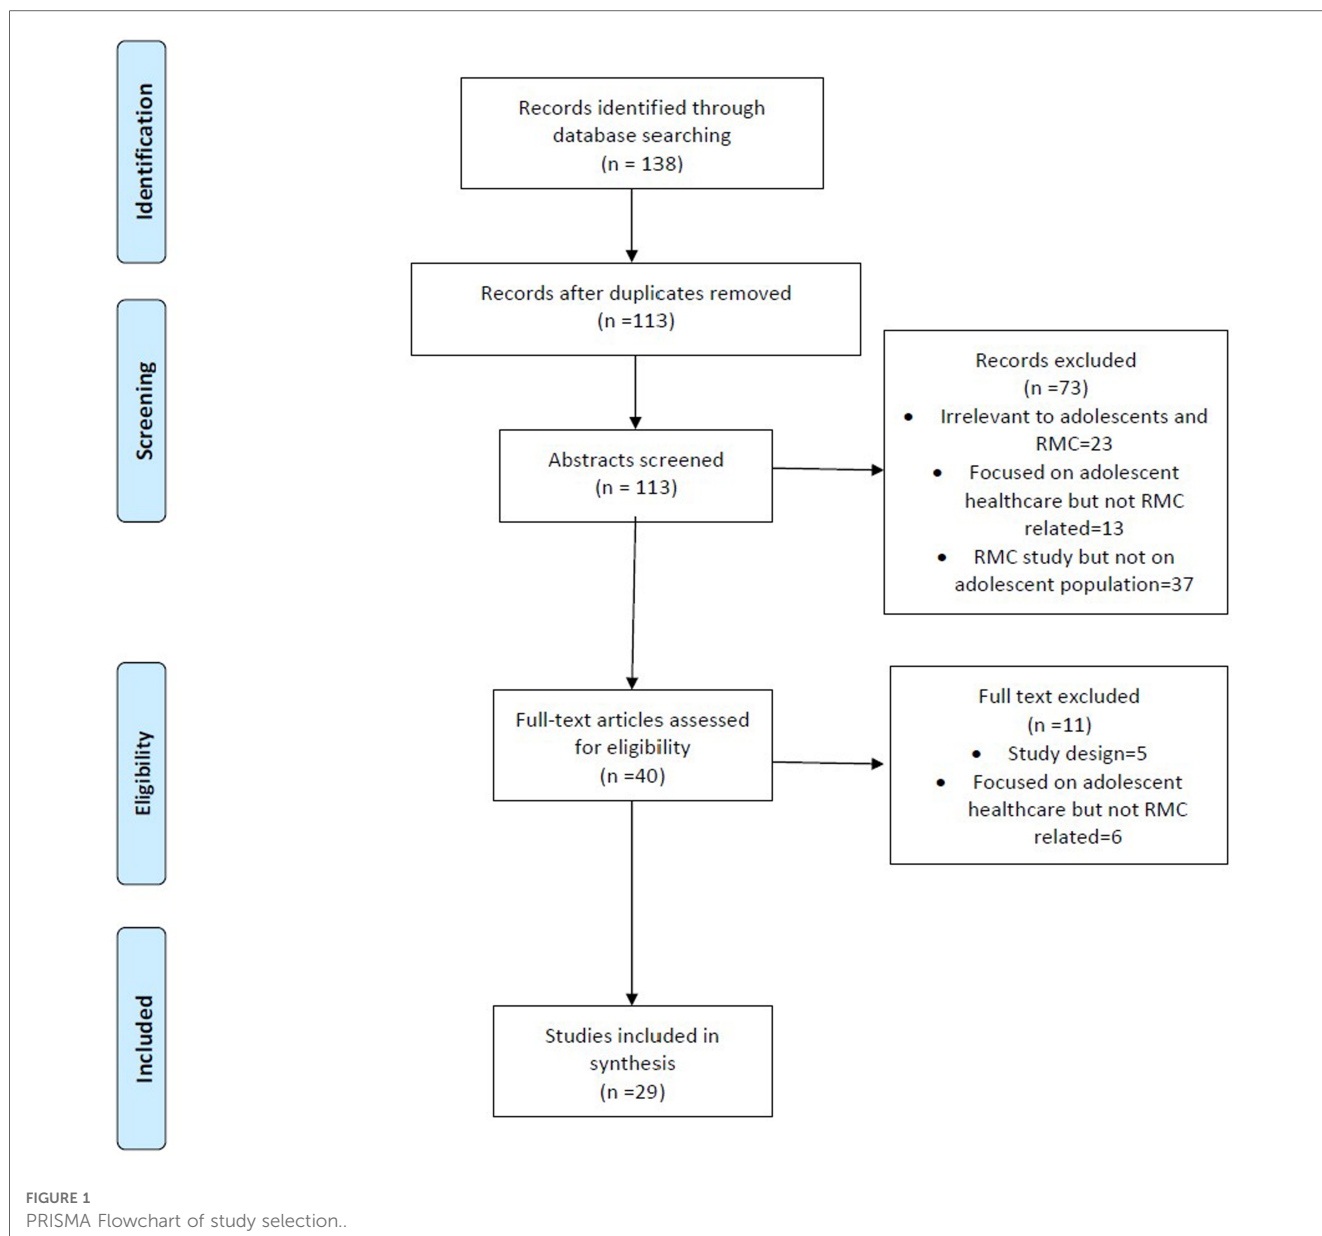 Identification
Records identified through
database searching
(n = 138)
Records after duplicates removed
(n =113)
Screening
Abstracts screened
(n = 113)
Records excluded
(n =73)
• Irrelevant to adolescents and
RMC=23
• Focused on adolescent
healthcare but not RMC
related=13
• RMC study but not on
adolescent population=37
Eligibility
Full-text articles assessed
for eligibility
(n =40)
Full text excluded
(n =11)
• Study design=5
• Focused on adolescent
healthcare but not RMC
related=6
Included
Studies included in
synthesis
(n =29)
FIGURE 1
PRISMA Flowchart of study selection..